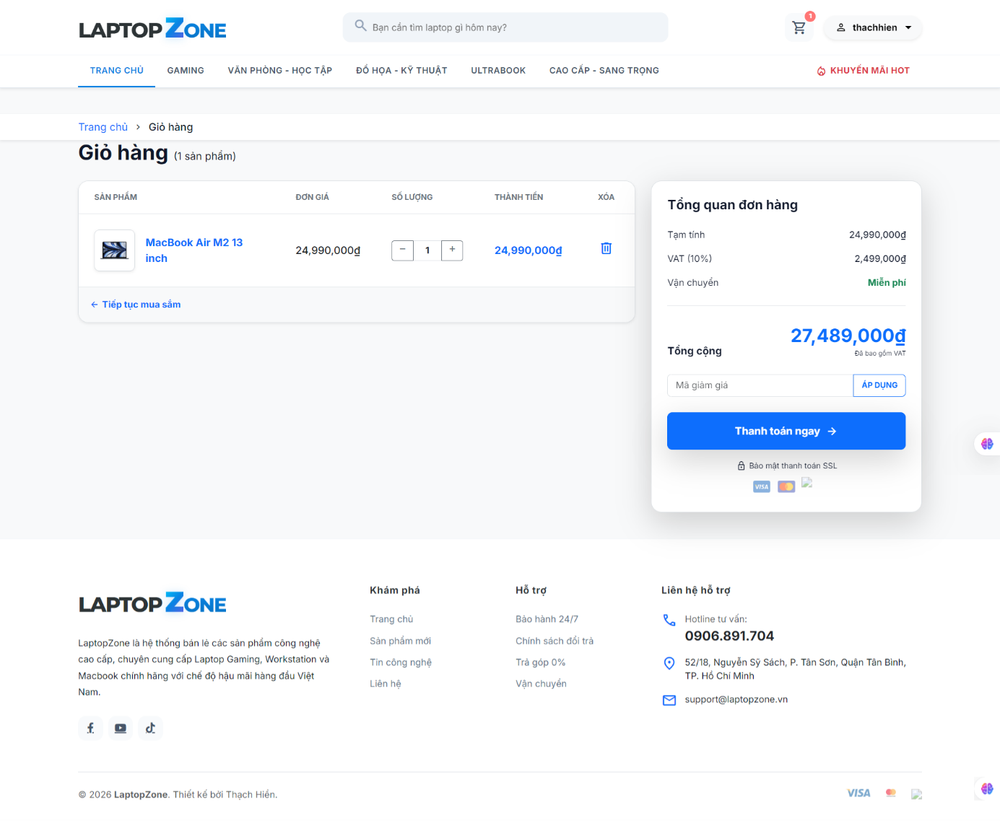 LAPTOP ZONE
Bạn cần tìm laptop gì hôm nay?
1
thachhien
TRANG CHỦ
GAMING
VĂN PHÒNG - HỌC TẬP
ĐỒ HỌA - KỸ THUẬT
ULTRABOOK
CAO CẤP - SANG TRỌNG
KHUYẾN MÃI HOT
Trang chủ > Giỏ hàng
Giỏ hàng (1 sản phẩm)
SẢN PHẨM
ĐƠN GIÁ
SỐ LƯỢNG
THÀNH TIỀN
XÓA
MacBook Air M2 13
inch
24,990,000₫
− 1 +
24,990,000₫
← Tiếp tục mua sắm
Tổng quan đơn hàng
Tạm tính 24,990,000₫
VAT (10%) 2,499,000₫
Vận chuyển Miễn phí
Tổng cộng 27,489,000₫
Đã bao gồm VAT
Mã giảm giá
ÁP DỤNG
Thanh toán ngay →
Bảo mật thanh toán SSL
VISA
LAPTOP ZONE
LaptopZone là hệ thống bán lẻ các sản phẩm công nghệ
cao cấp, chuyên cung cấp Laptop Gaming, Workstation và
Macbook chính hãng với chế độ hậu mãi hàng đầu Việt
Nam.
Khám phá
Trang chủ
Sản phẩm mới
Tin công nghệ
Liên hệ
Hỗ trợ
Bảo hành 24/7
Chính sách đổi trả
Trả góp 0%
Vận chuyển
Liên hệ hỗ trợ
Hotline tư vấn:
0906.891.704
52/18, Nguyễn Sỹ Sách, P. Tân Sơn, Quận Tân Bình,
TP. Hồ Chí Minh
support@laptopzone.vn
© 2026 LaptopZone. Thiết kế bởi Thạch Hiển.
VISA